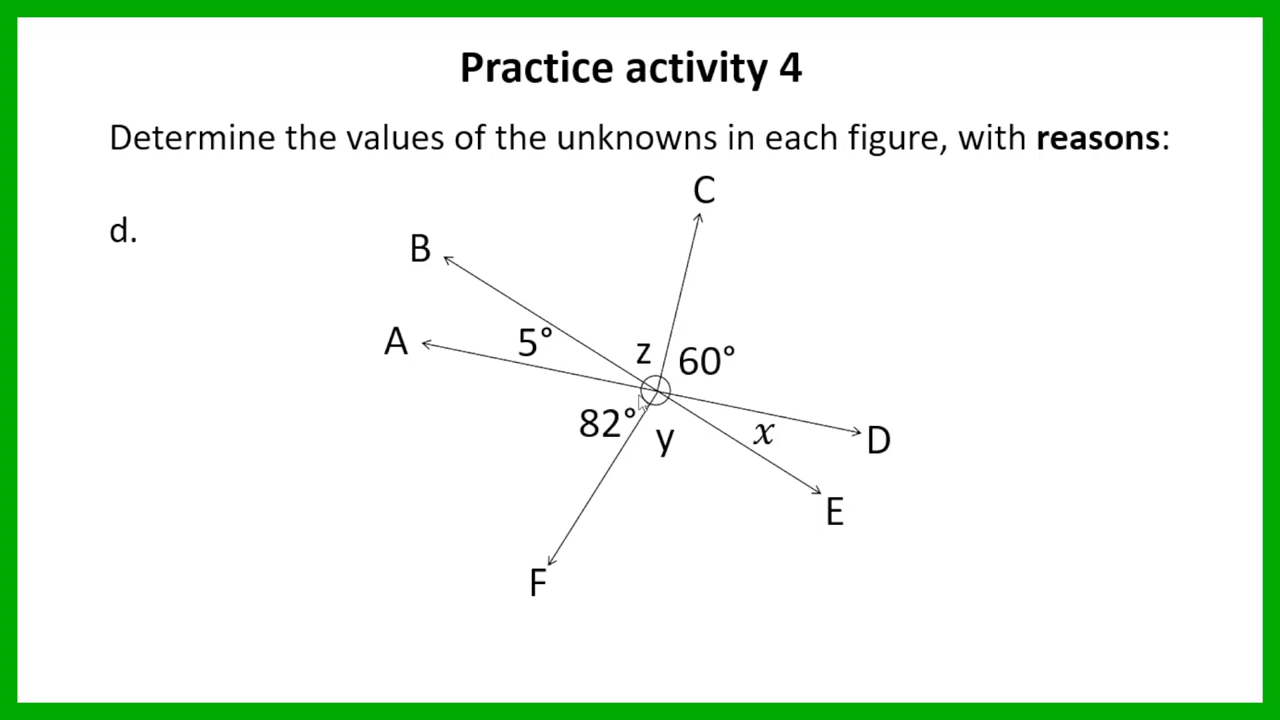 Practice activity 4
Determine the values of the unknowns in each figure, with reasons:
C
d.
B
A
5°
z
60°
82°
y
x
D
E
F